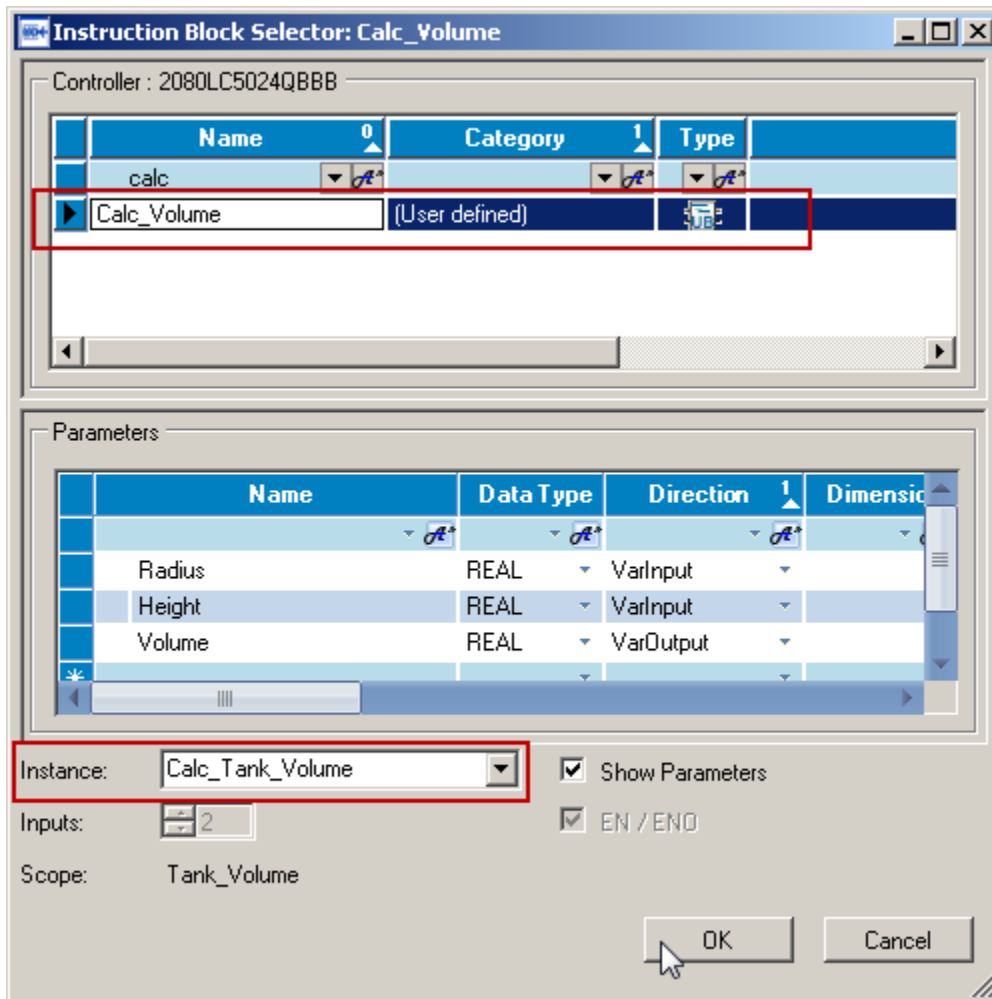 Instruction Block Selector: Calc_Volume
Controller : 2080LC5024QBBB
Name 0 Category 1 Type
calc
Calc_Volume (User defined) UB
Parameters
Name Data Type Direction 1 Dimensic
Radius REAL VarInput
Height REAL VarInput
Volume REAL VarOutput
Instance: Calc_Tank_Volume Show Parameters
Inputs: 2 EN / ENO
Scope: Tank_Volume
OK Cancel